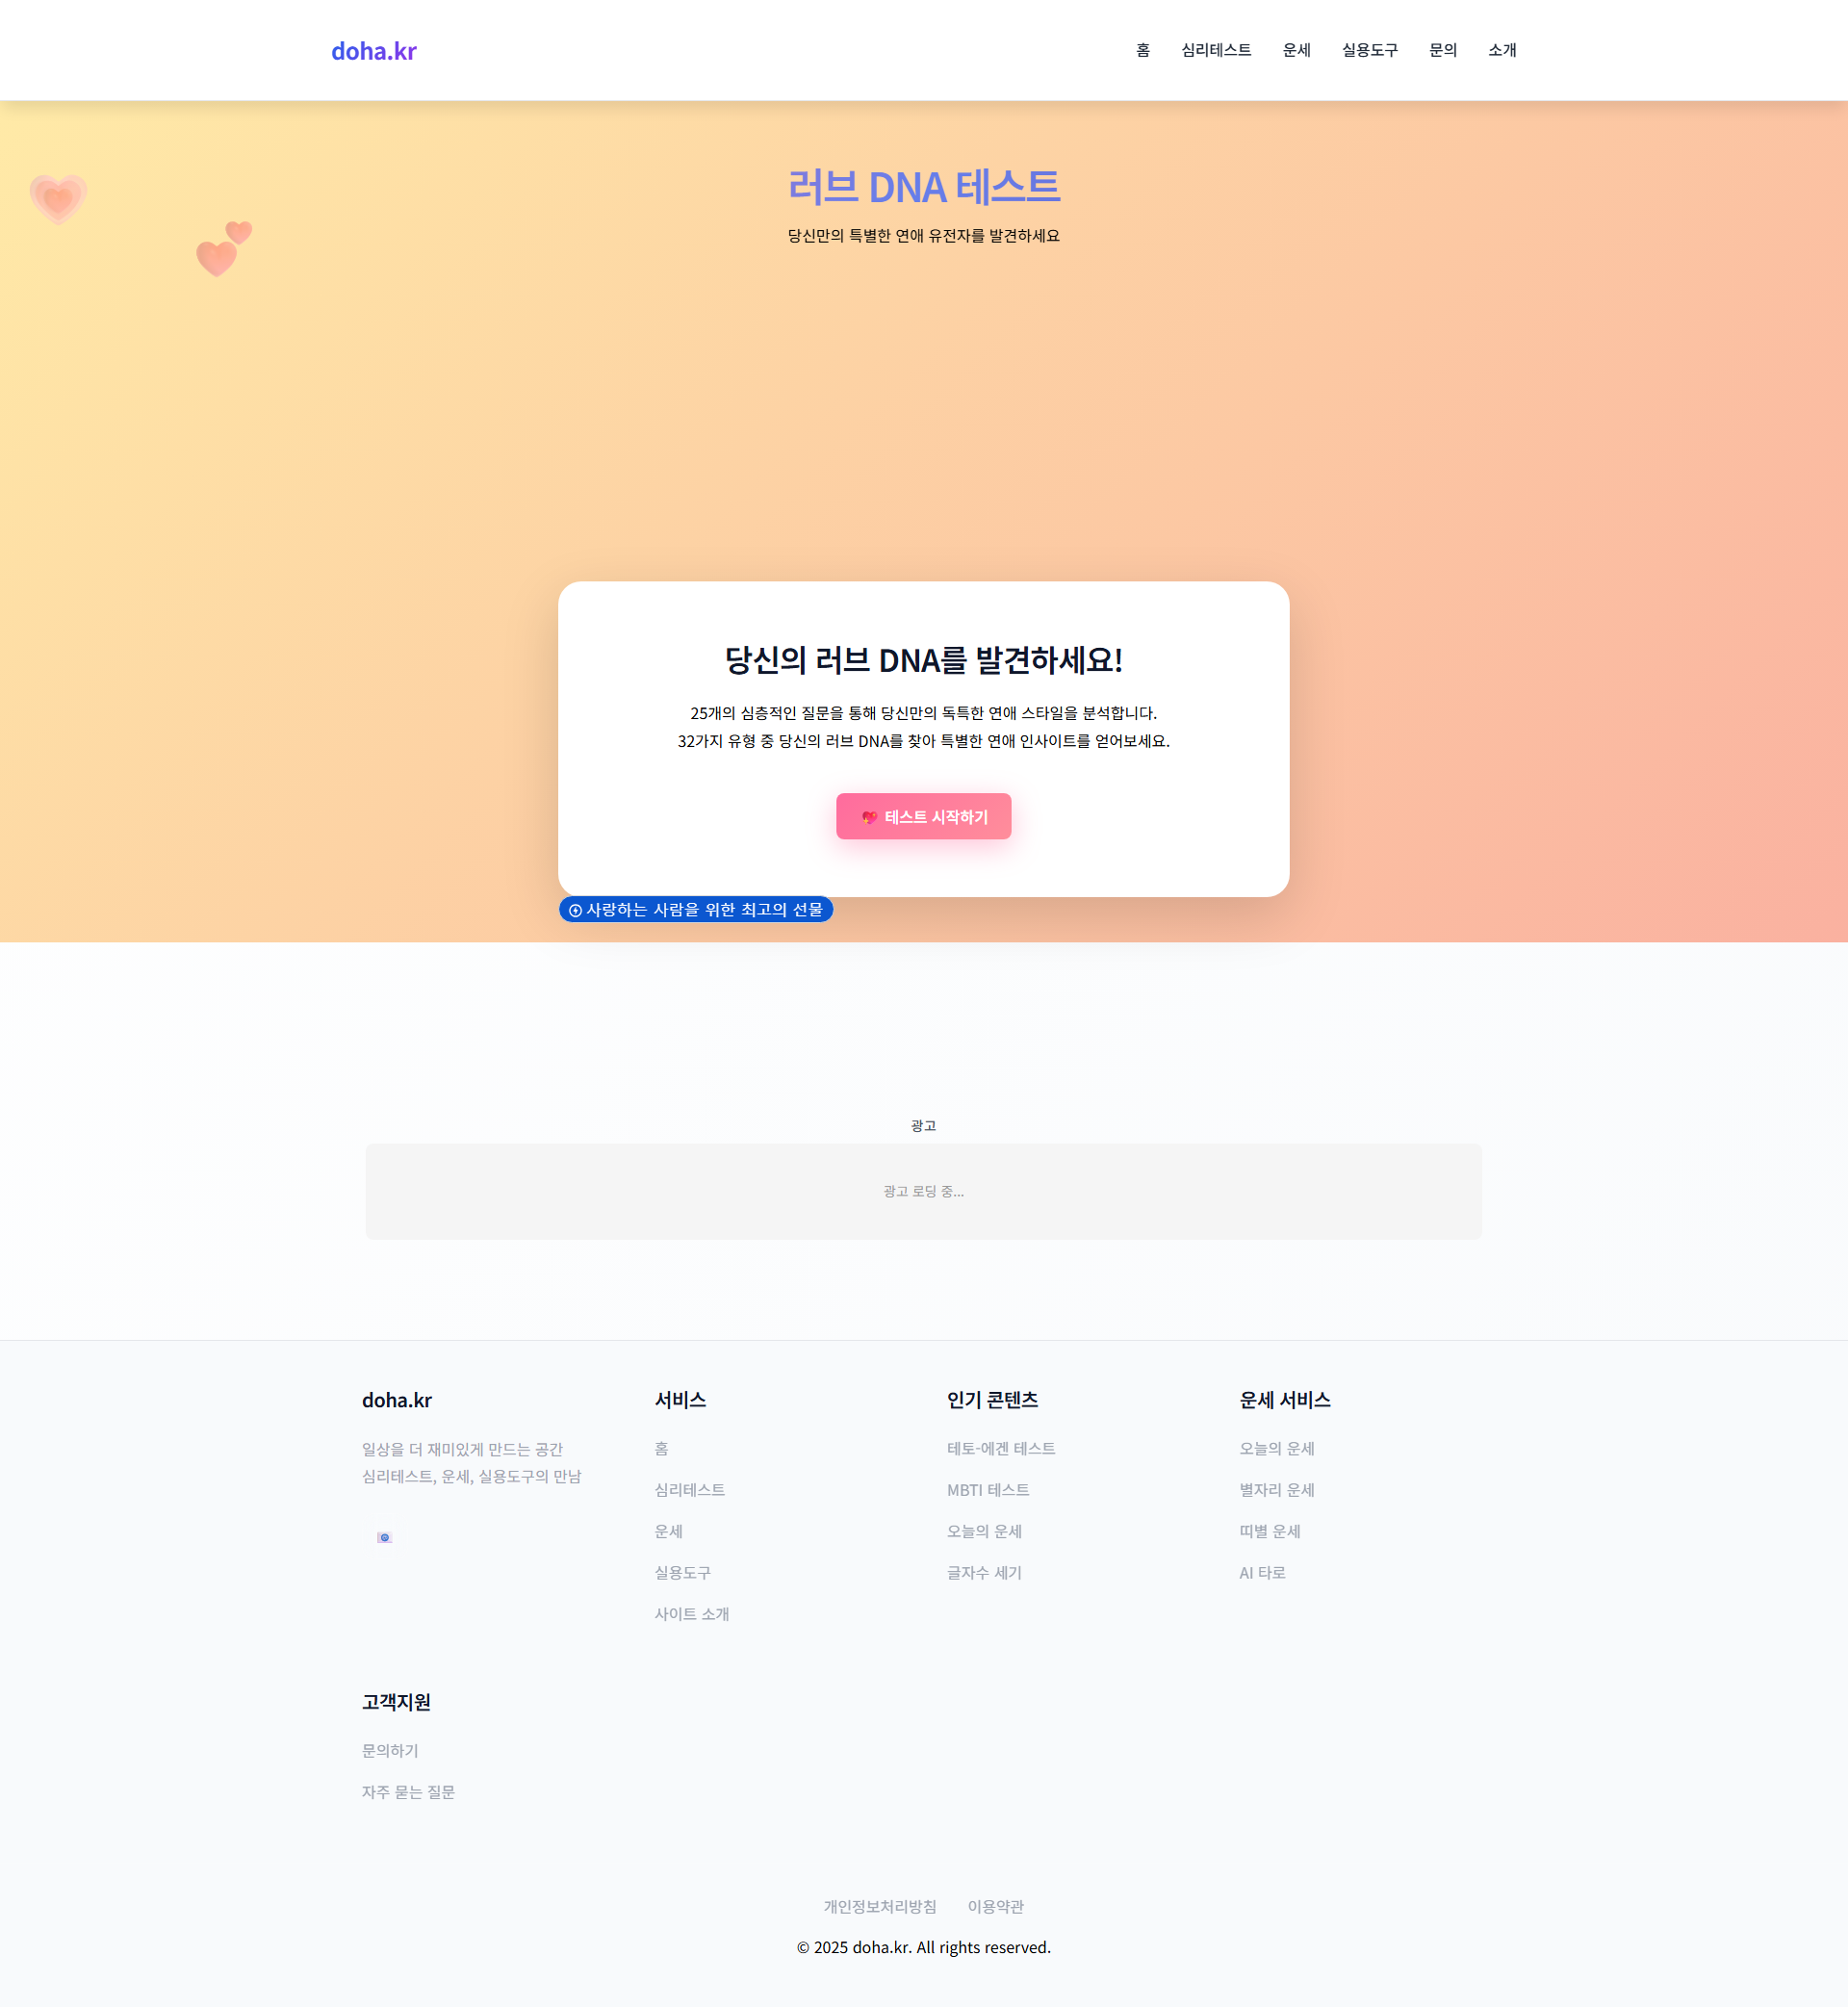 doha.kr
홈 심리테스트 운세 실용도구 문의 소개
러브 DNA 테스트
당신만의 특별한 연애 유전자를 발견하세요
당신의 러브 DNA를 발견하세요!
25개의 심층적인 질문을 통해 당신만의 독특한 연애 스타일을 분석합니다.
32가지 유형 중 당신의 러브 DNA를 찾아 특별한 연애 인사이트를 얻어보세요.
💖 테스트 시작하기
사랑하는 사람을 위한 최고의 선물
광고
광고 로딩 중...
doha.kr
일상을 더 재미있게 만드는 공간
심리테스트, 운세, 실용도구의 만남
서비스
홈
심리테스트
운세
실용도구
사이트 소개
인기 콘텐츠
테토-에겐 테스트
MBTI 테스트
오늘의 운세
글자수 세기
운세 서비스
오늘의 운세
별자리 운세
띠별 운세
AI 타로
고객지원
문의하기
자주 묻는 질문
개인정보처리방침 이용약관
© 2025 doha.kr. All rights reserved.